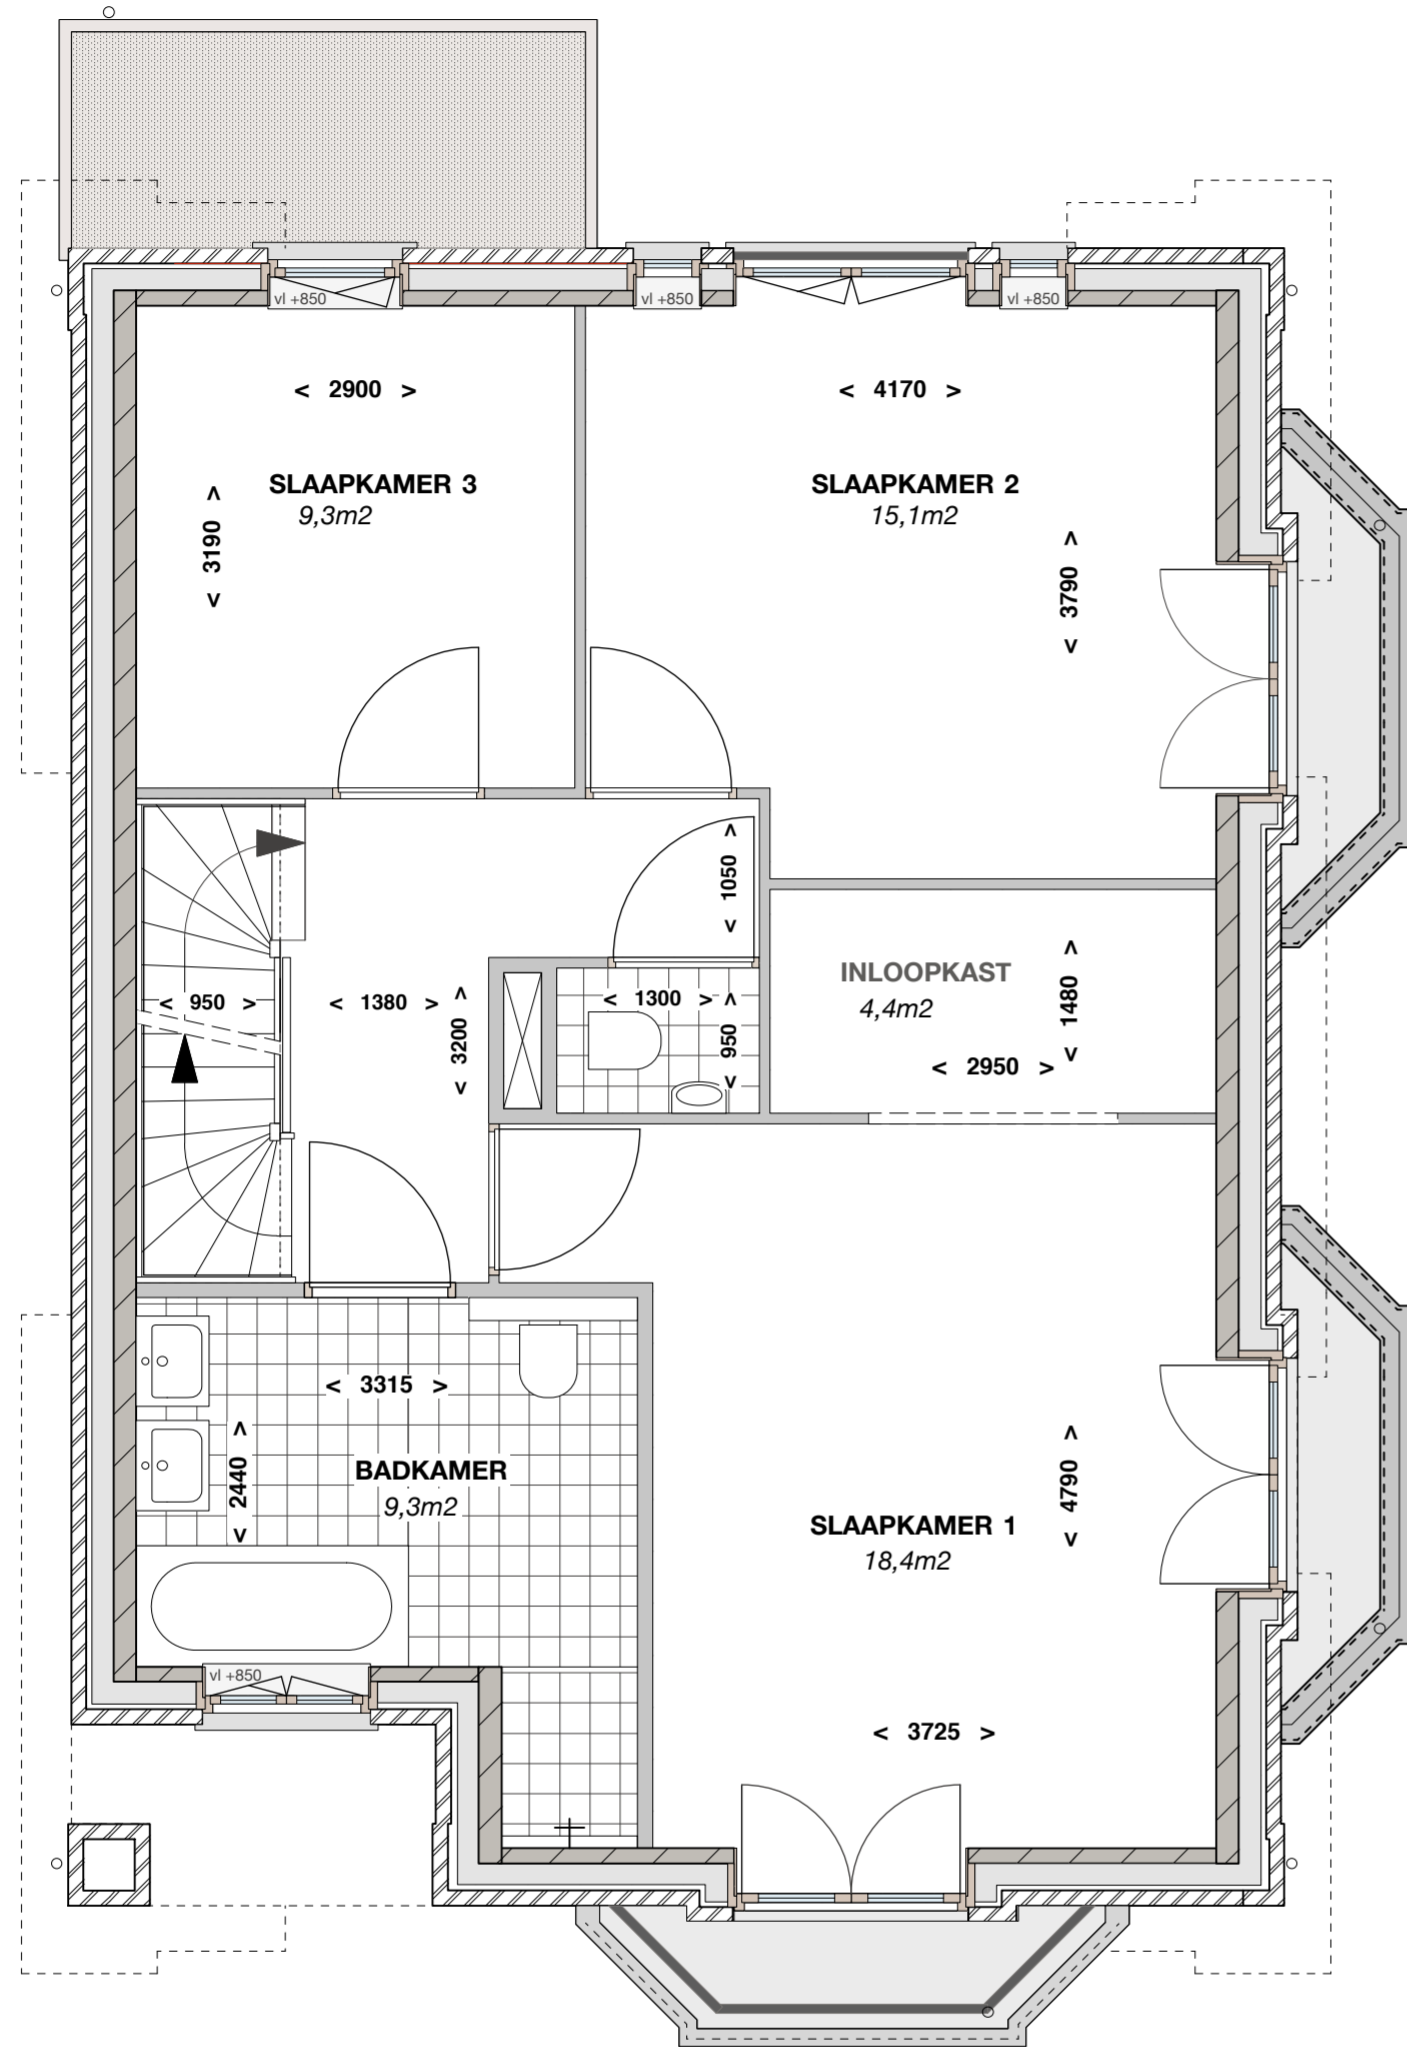 vl +850
vl +850
vl +850
< 2900 >
< 4170 >
SLAAPKAMER 3
9,3m2
SLAAPKAMER 2
15,1m2
< 3190 >
< 3790 >
< 1050 >
INLOOPKAST
4,4m2
< 950 >
< 1380 >
< 1300 >
< 3200 >
< 950 >
< 1480 >
< 2950 >
< 3315 >
< 2440 >
BADKAMER
9,3m2
< 4790 >
SLAAPKAMER 1
18,4m2
vl +850
< 3725 >